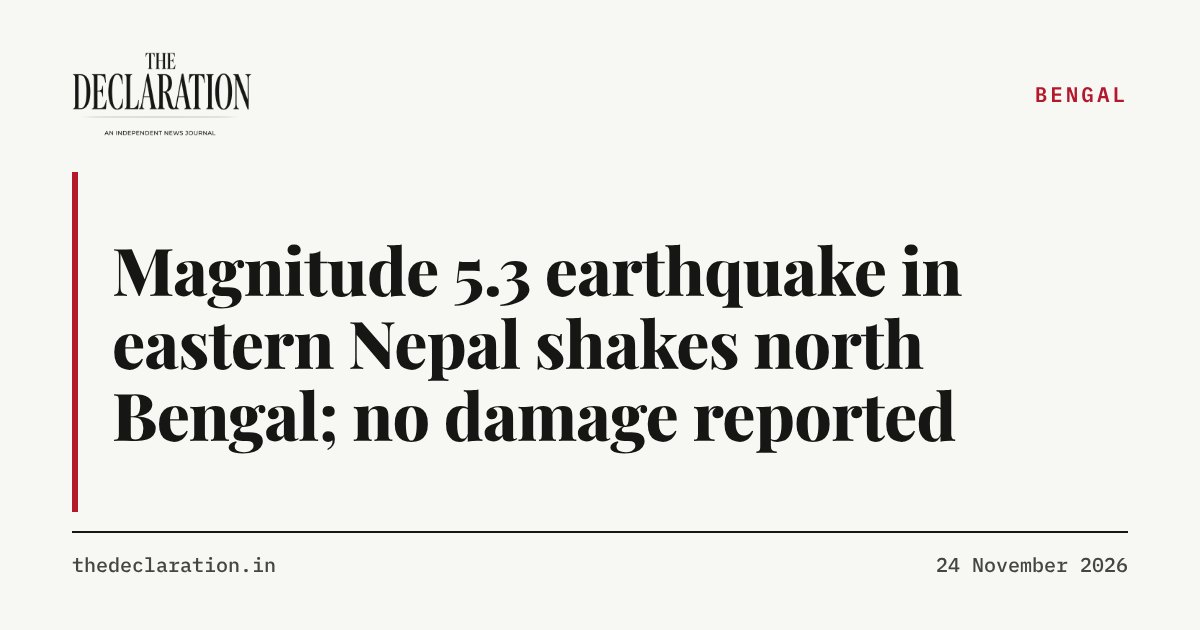 THE
DECLARATION
AN INDEPENDENT NEWS JOURNAL
BENGAL
Magnitude 5.3 earthquake in
eastern Nepal shakes north
Bengal; no damage reported
thedeclaration.in
24 November 2026